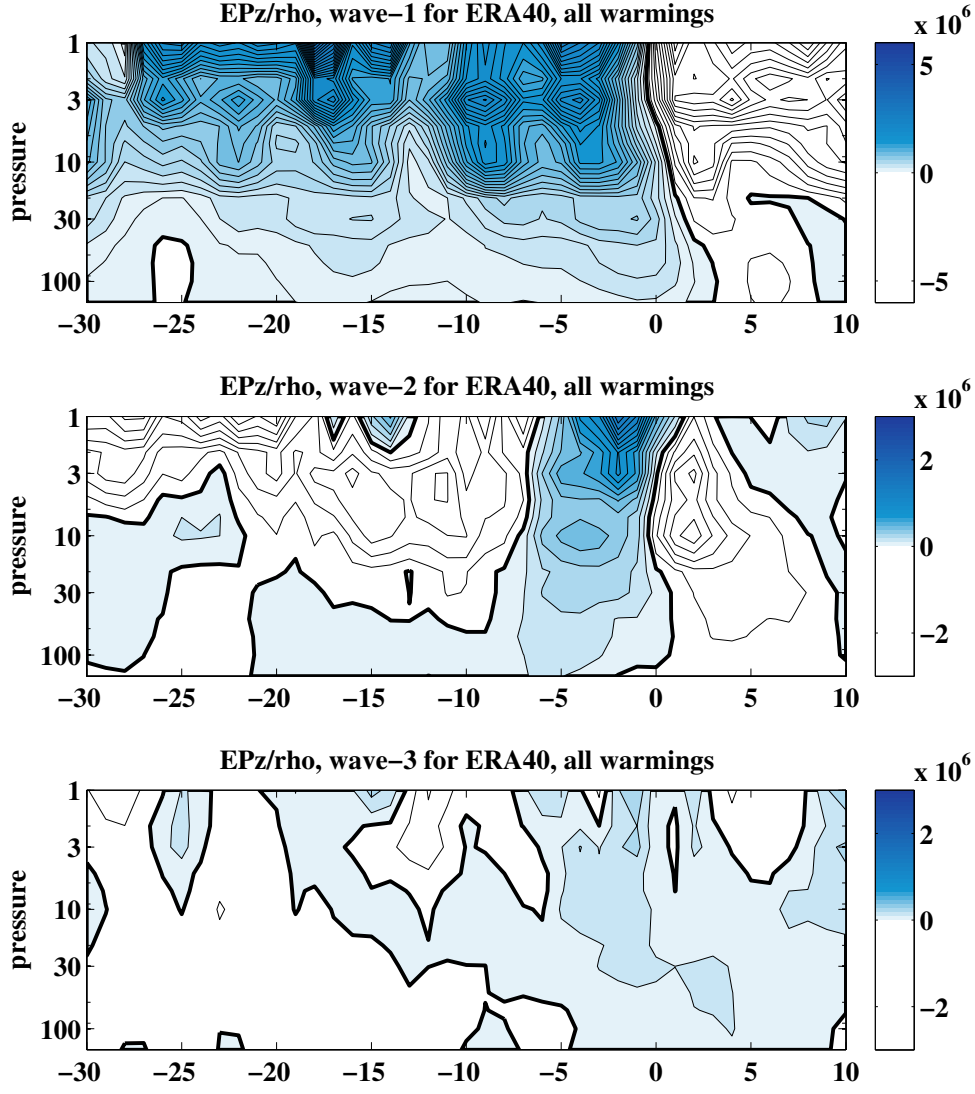 EPz/rho, wave−1 for ERA40, all warmings
x 10^6
1
3
10
30
100
pressure
−30 −25 −20 −15 −10 −5 0 5 10
5
0
−5
EPz/rho, wave−2 for ERA40, all warmings
x 10^6
1
3
10
30
100
pressure
−30 −25 −20 −15 −10 −5 0 5 10
2
0
−2
EPz/rho, wave−3 for ERA40, all warmings
x 10^6
1
3
10
30
100
pressure
−30 −25 −20 −15 −10 −5 0 5 10
2
0
−2